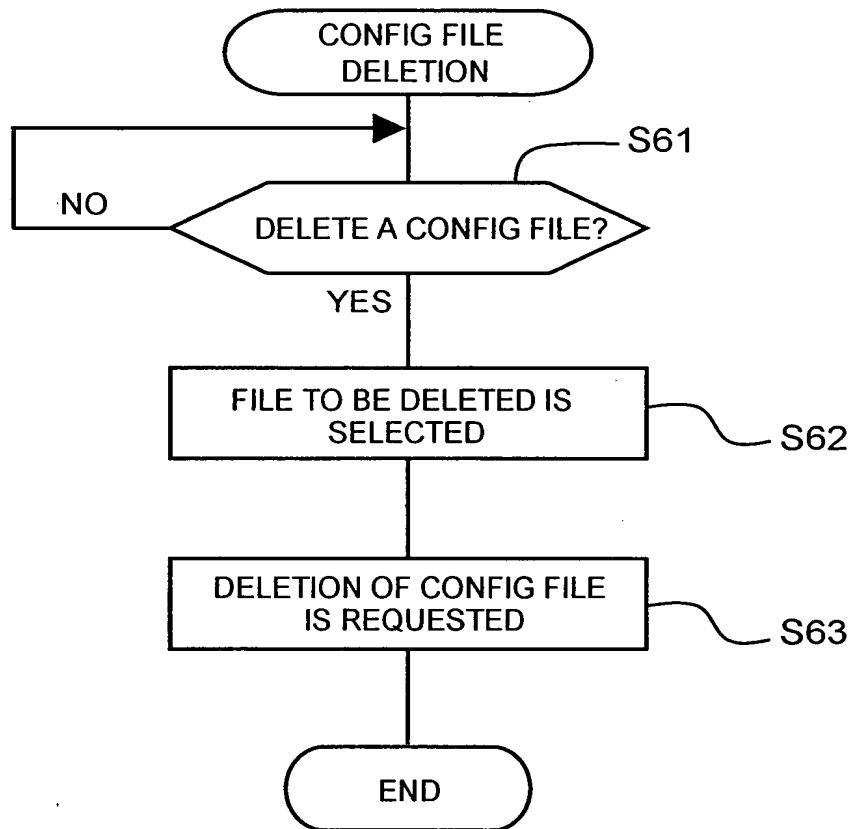 CONFIG FILE
DELETION
S61
NO
DELETE A CONFIG FILE?
YES
FILE TO BE DELETED IS
SELECTED
S62
DELETION OF CONFIG FILE
IS REQUESTED
S63
END